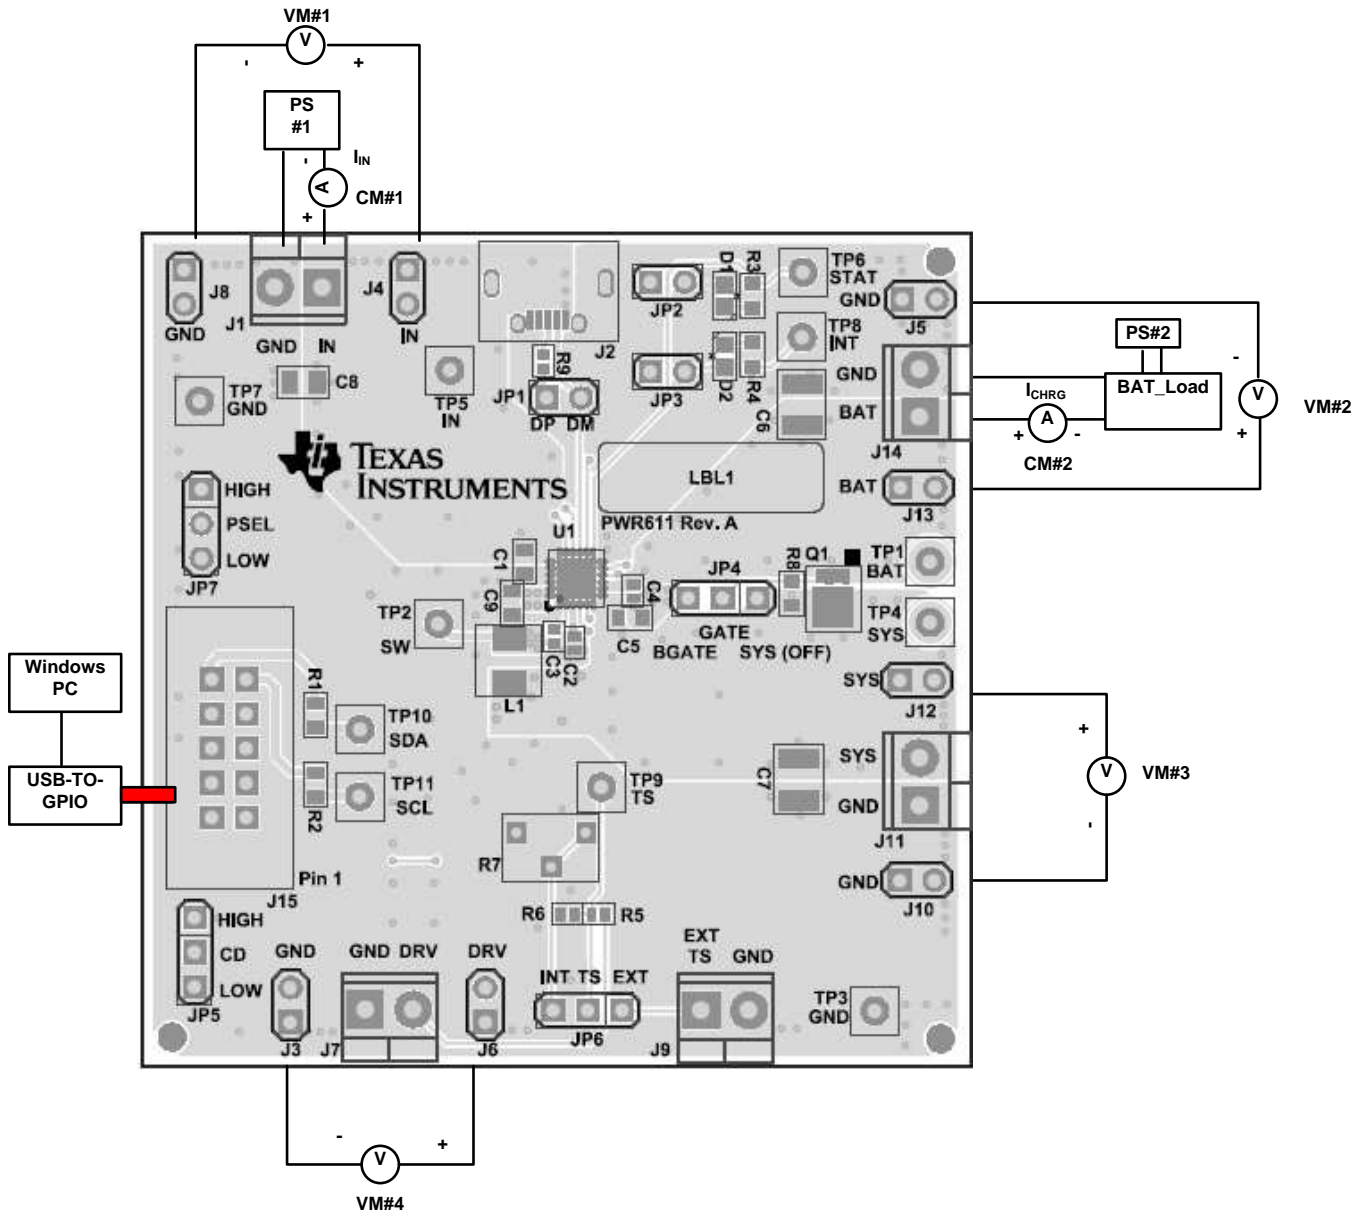 VM#1
V
- +
PS
#1
-
I_IN
A
CM#1
+
J8
GND
J1
GND IN
J4
IN
C8
TP7
GND
TP5
IN
J2
R9
JP1
DP DM
JP2
JP3
D1
R3
D2
R4
TP6
STAT
TP8
INT
C6
GND
J5
GND
BAT
J14
BAT
J13
PS#2
BAT_Load
I_CHRG
A
+ -
CM#2
-
V
+
VM#2
TEXAS
INSTRUMENTS
LBL1
PWR611 Rev. A
HIGH
PSEL
LOW
JP7
U1
C1
C9
C4
C5
C3
C2
L1
TP2
SW
JP4
GATE
BGATE SYS (OFF)
R8
Q1
TP1
BAT
TP4
SYS
SYS
J12
Windows
PC
USB-TO-
GPIO
R1
TP10
SDA
R2
TP11
SCL
Pin 1
J15
TP9
TS
C7
SYS
GND
J11
GND
J10
+
V
-
VM#3
R7
R6
R5
HIGH
CD
LOW
JP5
GND
J3
GND DRV
J7
DRV
J6
INT TS EXT
JP6
EXT
TS GND
J9
TP3
GND
- +
V
VM#4